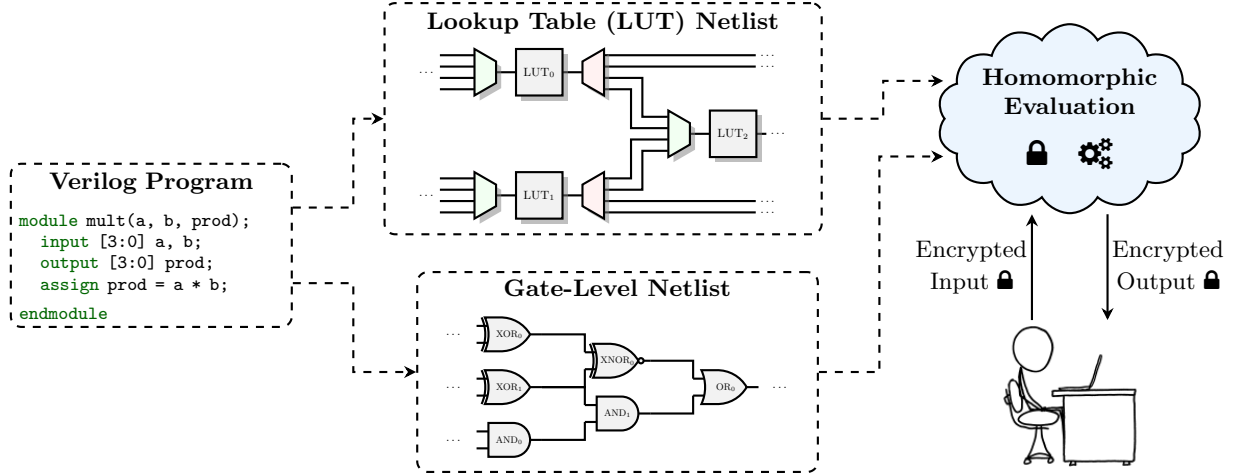 Verilog Program
module mult(a, b, prod);
input [3:0] a, b;
output [3:0] prod;
assign prod = a * b;
endmodule
Lookup Table (LUT) Netlist
... LUT₀ ...
...
LUT₂ ...
... LUT₁ ...
...
Gate-Level Netlist
... XOR₀
XNOR₀
... XOR₁ OR₀ ...
AND₁
... AND₀
Homomorphic
Evaluation
Encrypted
Input
Encrypted
Output